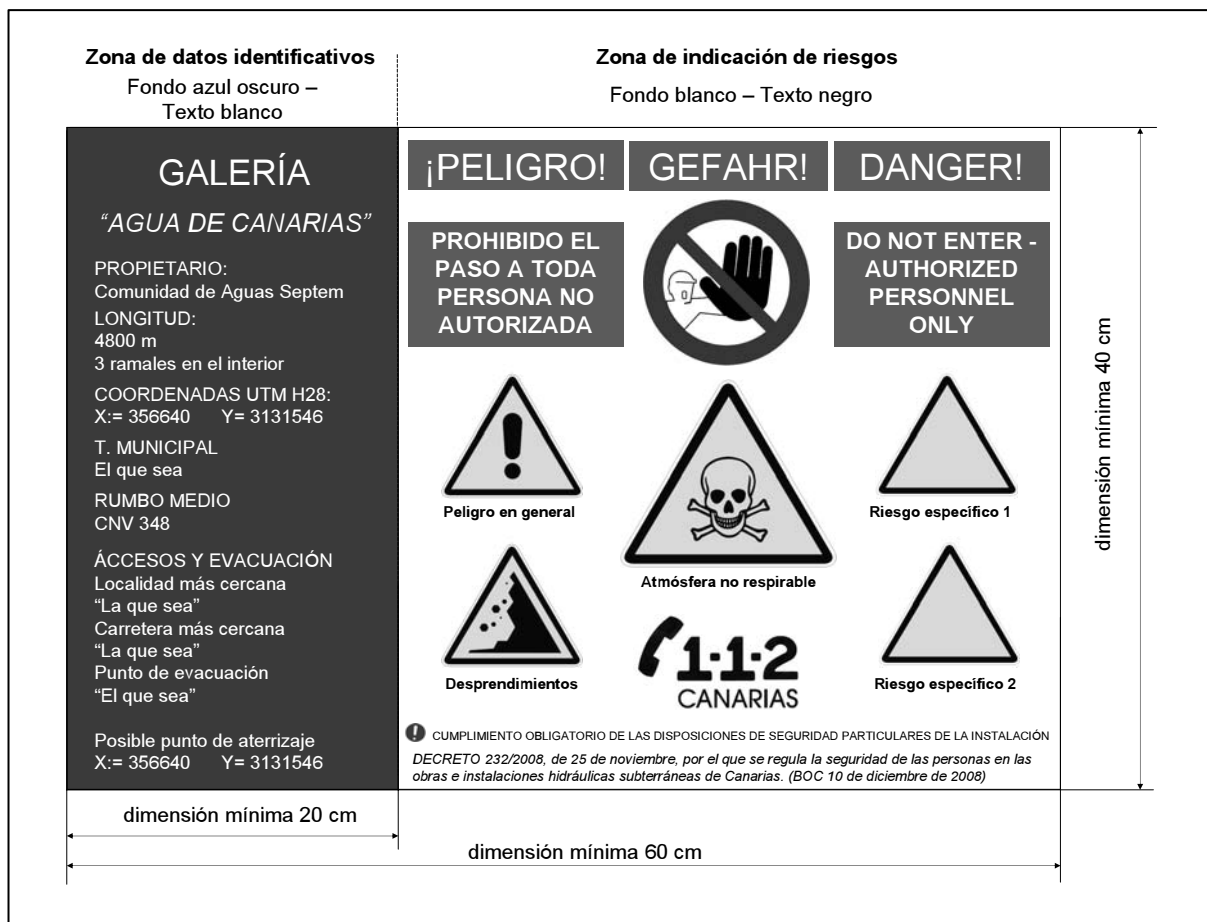 Zona de datos identificativos
Fondo azul oscuro –
Texto blanco
Zona de indicación de riesgos
Fondo blanco – Texto negro
GALERÍA
“AGUA DE CANARIAS”
PROPIETARIO:
Comunidad de Aguas Septem
LONGITUD:
4800 m
3 ramales en el interior
COORDENADAS UTM H28:
X:= 356640 Y= 3131546
T. MUNICIPAL
El que sea
RUMBO MEDIO
CNV 348
ÁCCESOS Y EVACUACIÓN
Localidad más cercana
“La que sea”
Carretera más cercana
“La que sea”
Punto de evacuación
“El que sea”
Posible punto de aterrizaje
X:= 356640 Y= 3131546
¡PELIGRO!
GEFAHR!
DANGER!
PROHIBIDO EL
PASO A TODA
PERSONA NO
AUTORIZADA
DO NOT ENTER -
AUTHORIZED
PERSONNEL
ONLY
Peligro en general
Atmósfera no respirable
Riesgo específico 1
Desprendimientos
1-1-2
CANARIAS
Riesgo específico 2
CUMPLIMIENTO OBLIGATORIO DE LAS DISPOSICIONES DE SEGURIDAD PARTICULARES DE LA INSTALACIÓN
DECRETO 232/2008, de 25 de noviembre, por el que se regula la seguridad de las personas en las
obras e instalaciones hidráulicas subterráneas de Canarias. (BOC 10 de diciembre de 2008)
dimensión mínima 40 cm
dimensión mínima 20 cm
dimensión mínima 60 cm